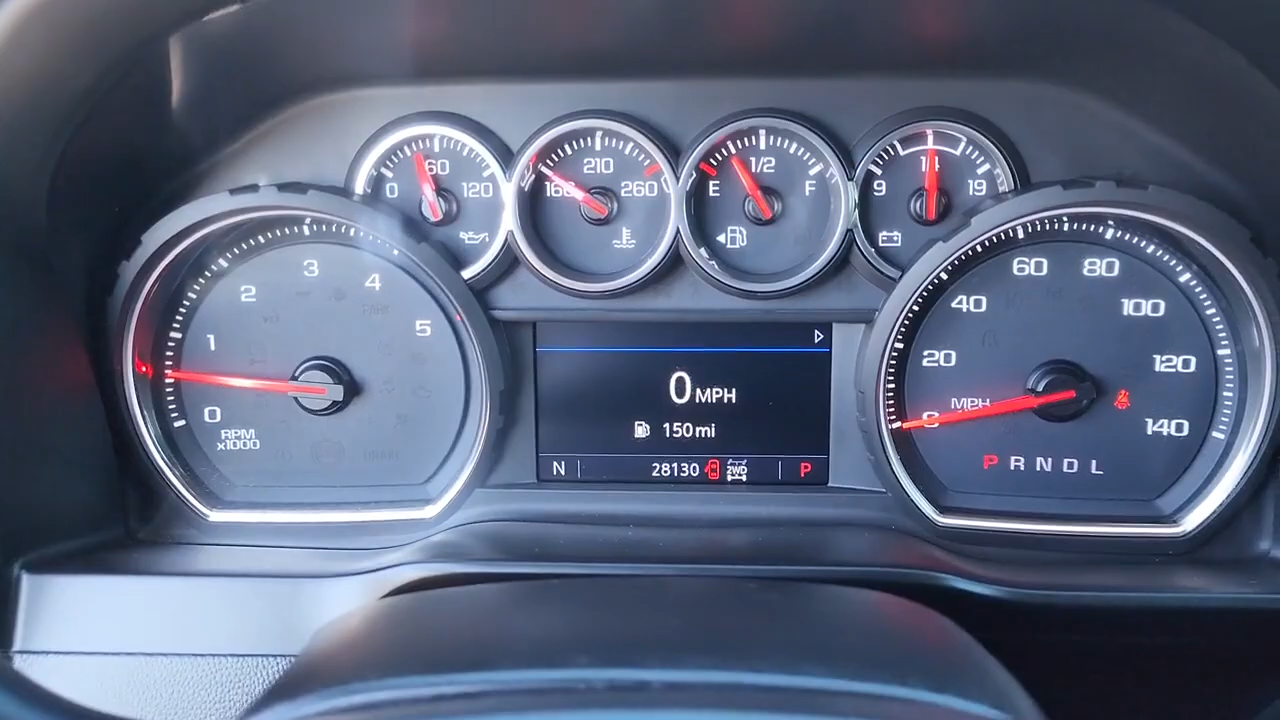 0 60 120
160 210 260
E 1/2 F
9 14 19
0 1 2 3 4 5
RPM
x1000
0 MPH
150 mi
N 28130 2WD P
0 20 40 60 80 100 120 140
MPH
P R N D L
PARK